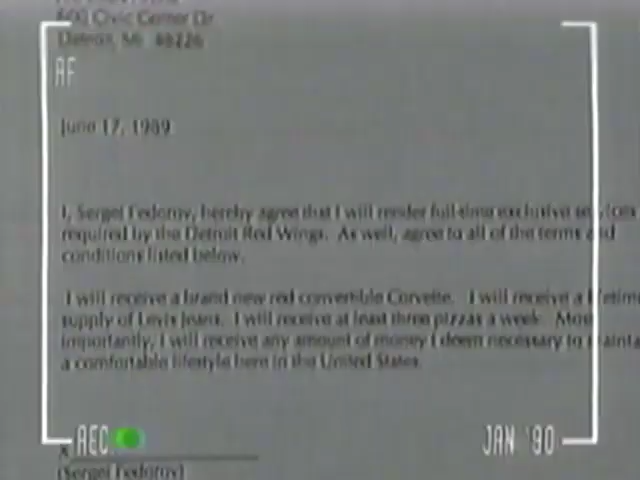 600 Civic Center Dr
Detroit, MI 48226
AF
June 17, 1989
I, Sergei Fedorov, hereby agree that I will render full-time exclusive services
required by the Detroit Red Wings. As well, agree to all of the terms and
conditions listed below.
I will receive a brand new red convertible Corvette. I will receive a lifetime
supply of Levis Jeans. I will receive at least three pizzas a week. Most
importantly, I will receive any amount of money I deem necessary to mainta
a comfortable lifestyle here in the United States.
REC
JAN '90
x
(Sergei Fedorov)